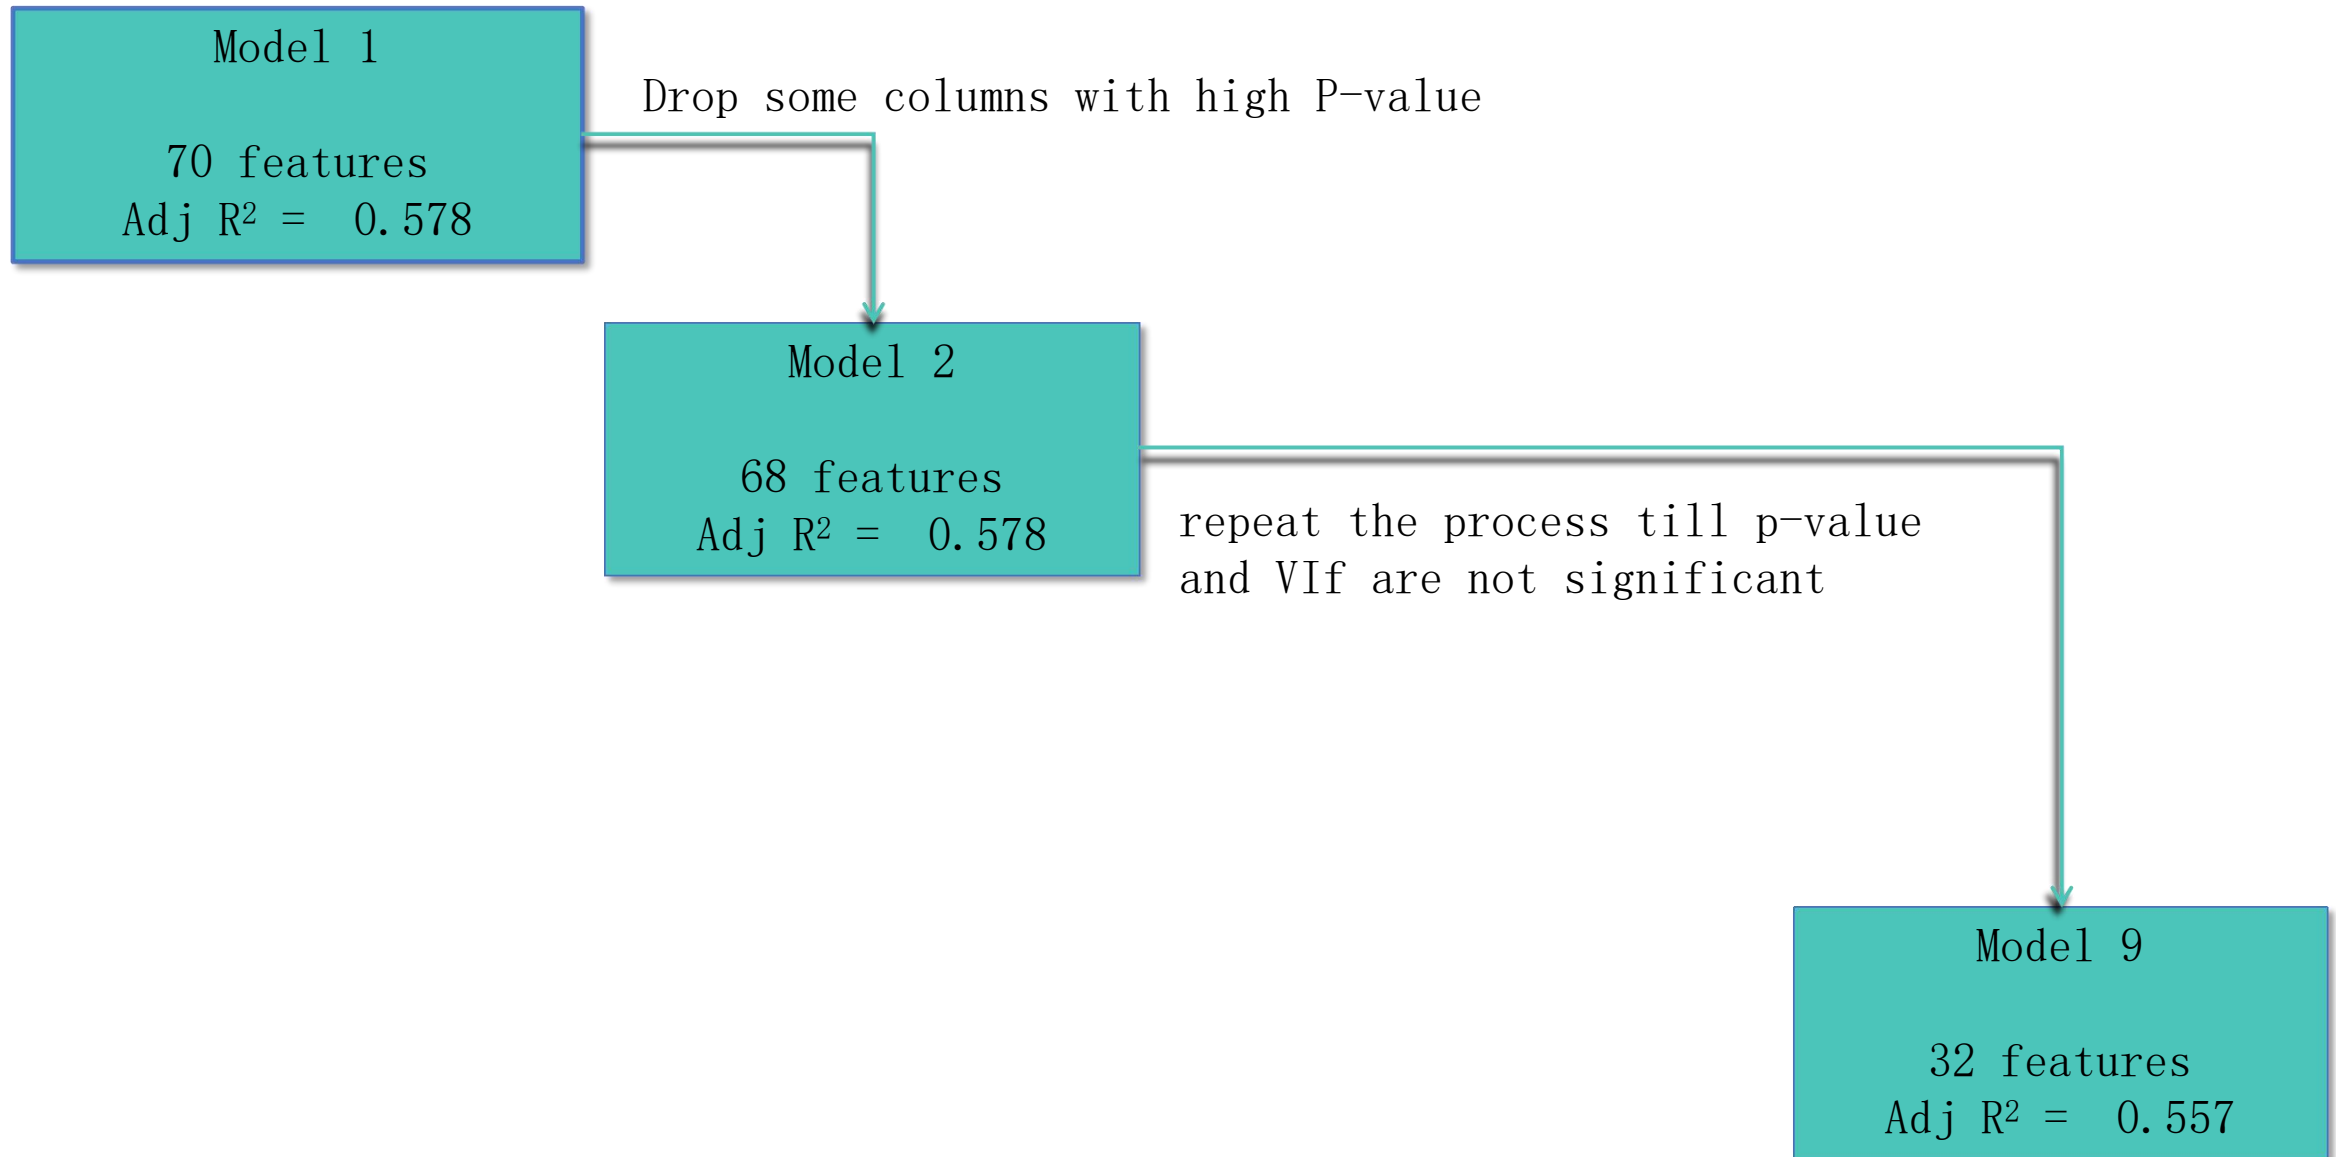 Model 1
70 features
Adj R² = 0.578
Drop some columns with high P-value
Model 2
68 features
Adj R² = 0.578
repeat the process till p-value
and VIf are not significant
Model 9
32 features
Adj R² = 0.557